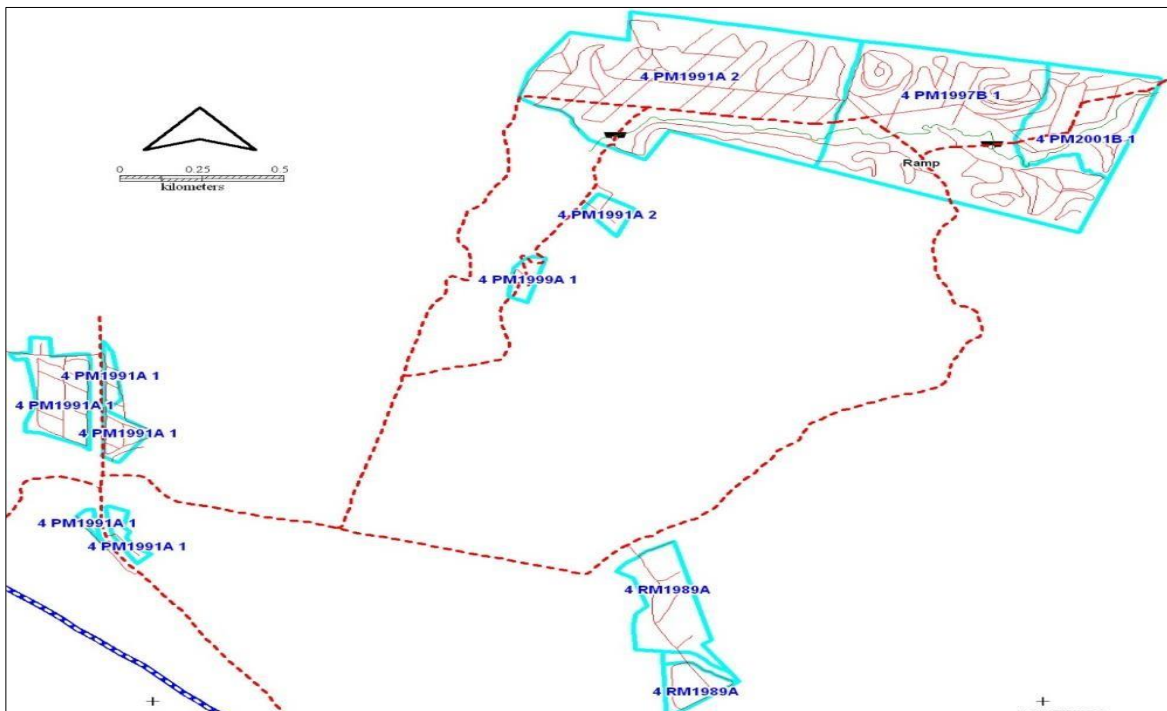 4 PM1991A 2
4 PM1997B 1
4 PM2001B 1
Ramp
0 0.25 0.5
kilometers
4 PM1991A 2
4 PM1999A 1
4 PM1991A 1
4 PM1991A 1
4 PM1991A 1
4 PM1991A 1
4 PM1991A 1
4 RM1989A
4 RM1989A